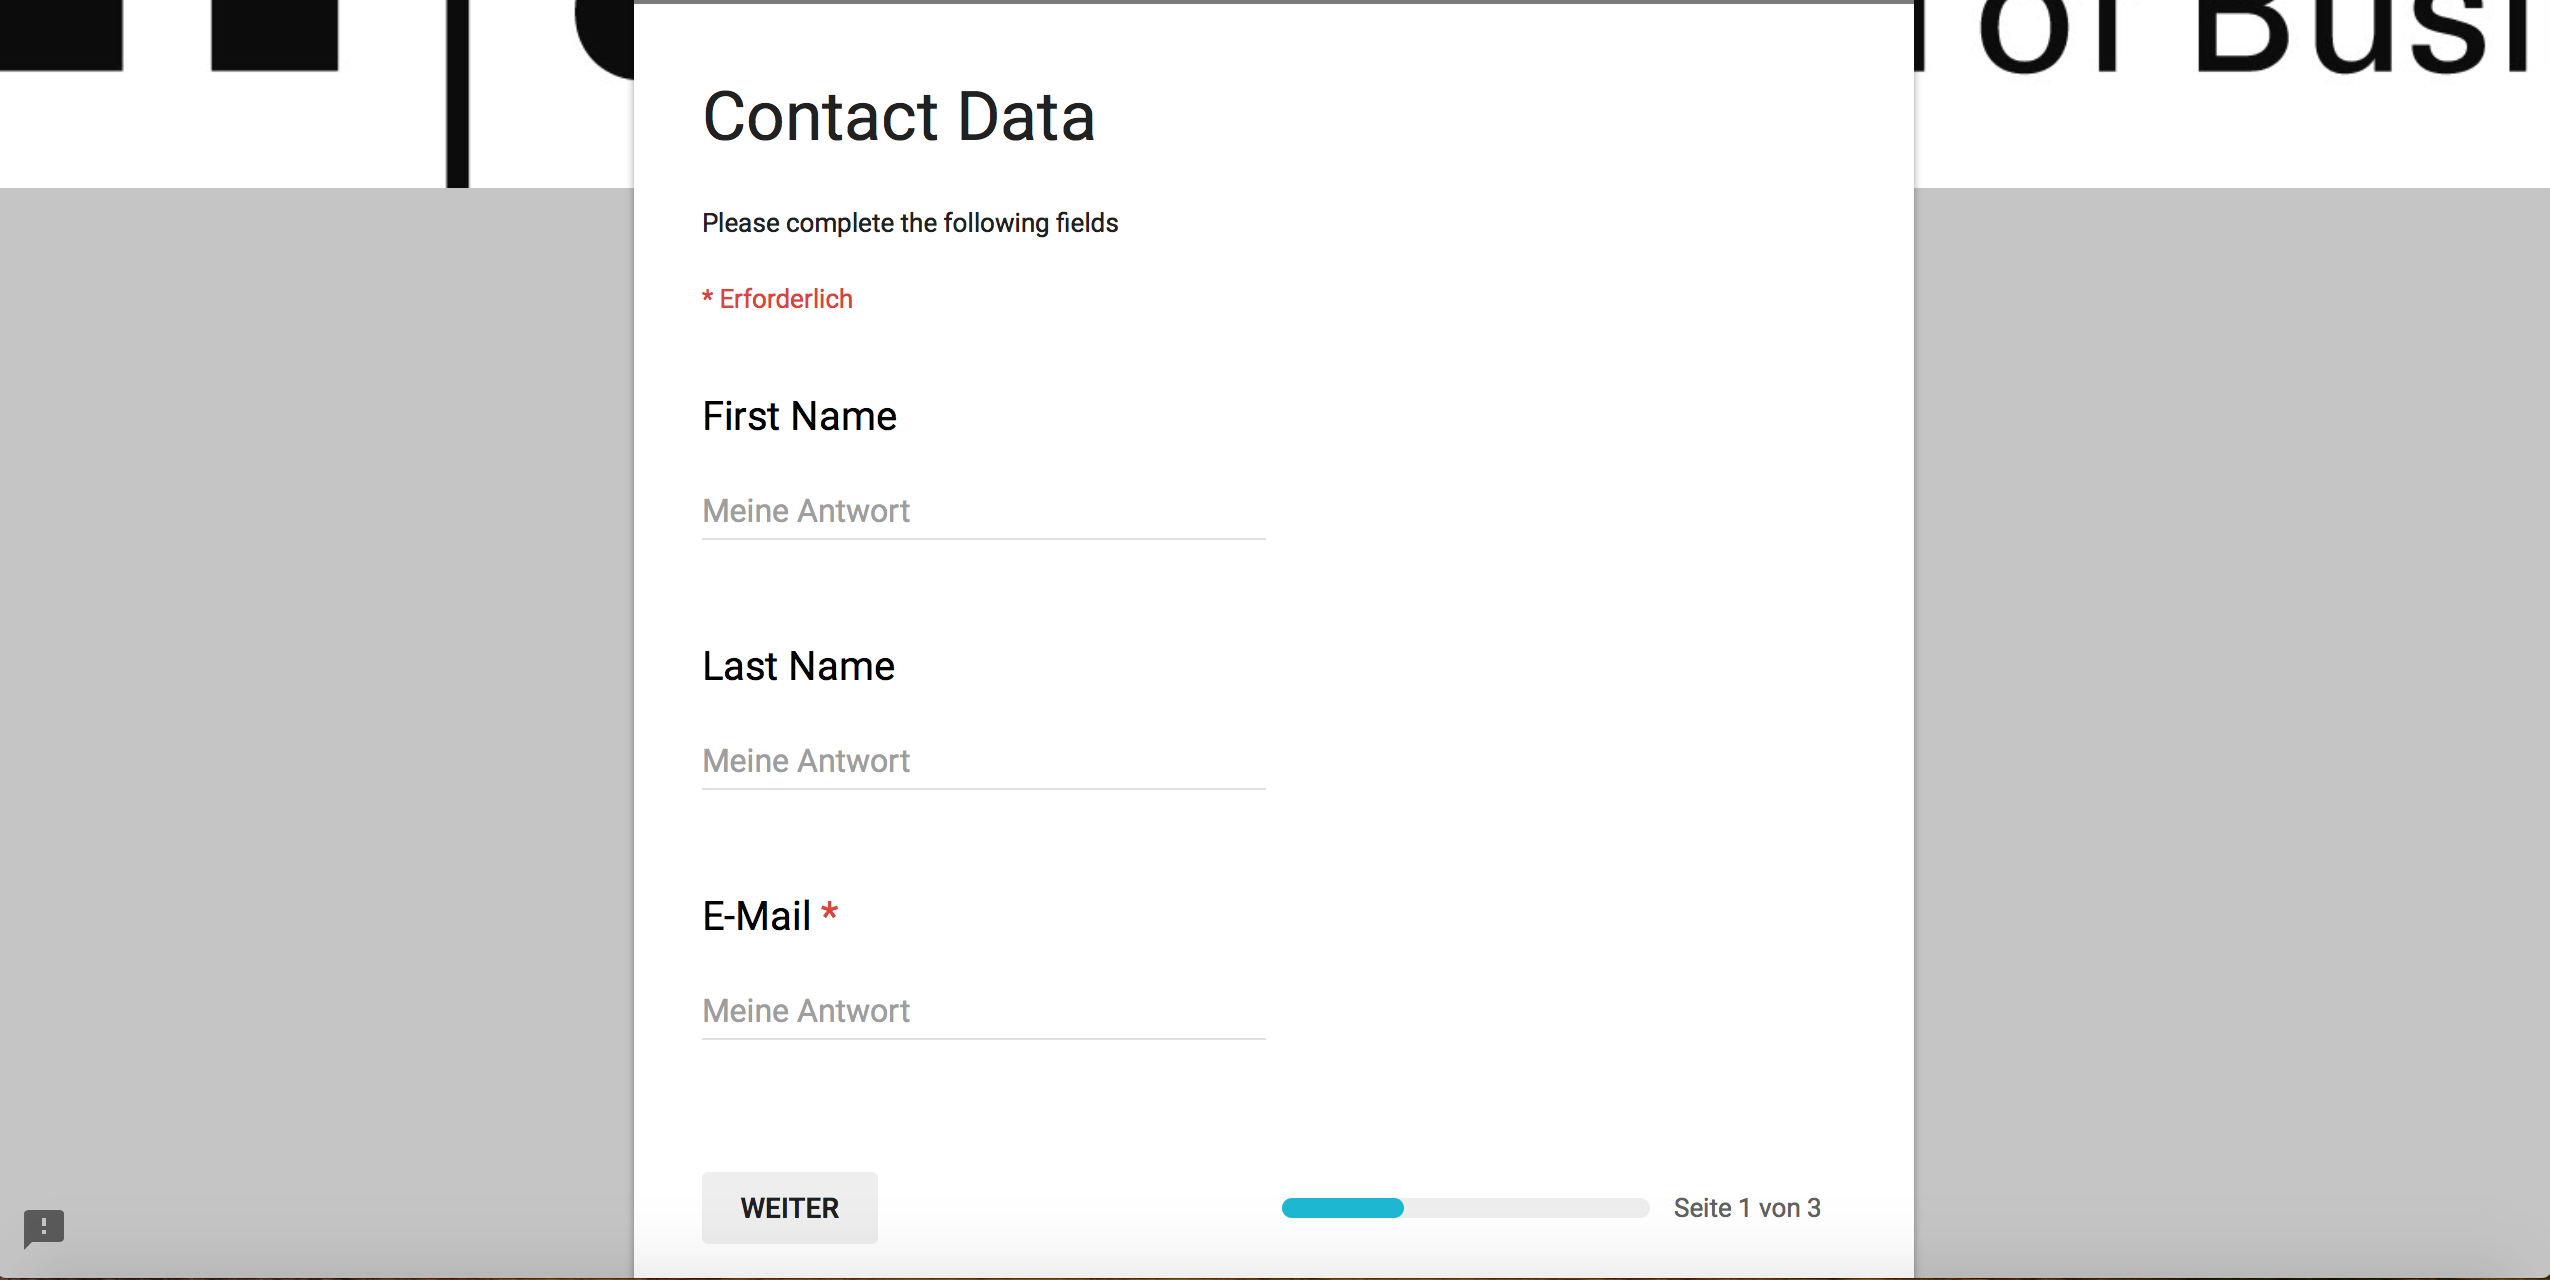 of Busi
Contact Data
Please complete the following fields
* Erforderlich
First Name
Meine Antwort
Last Name
Meine Antwort
E-Mail *
Meine Antwort
WEITER
Seite 1 von 3